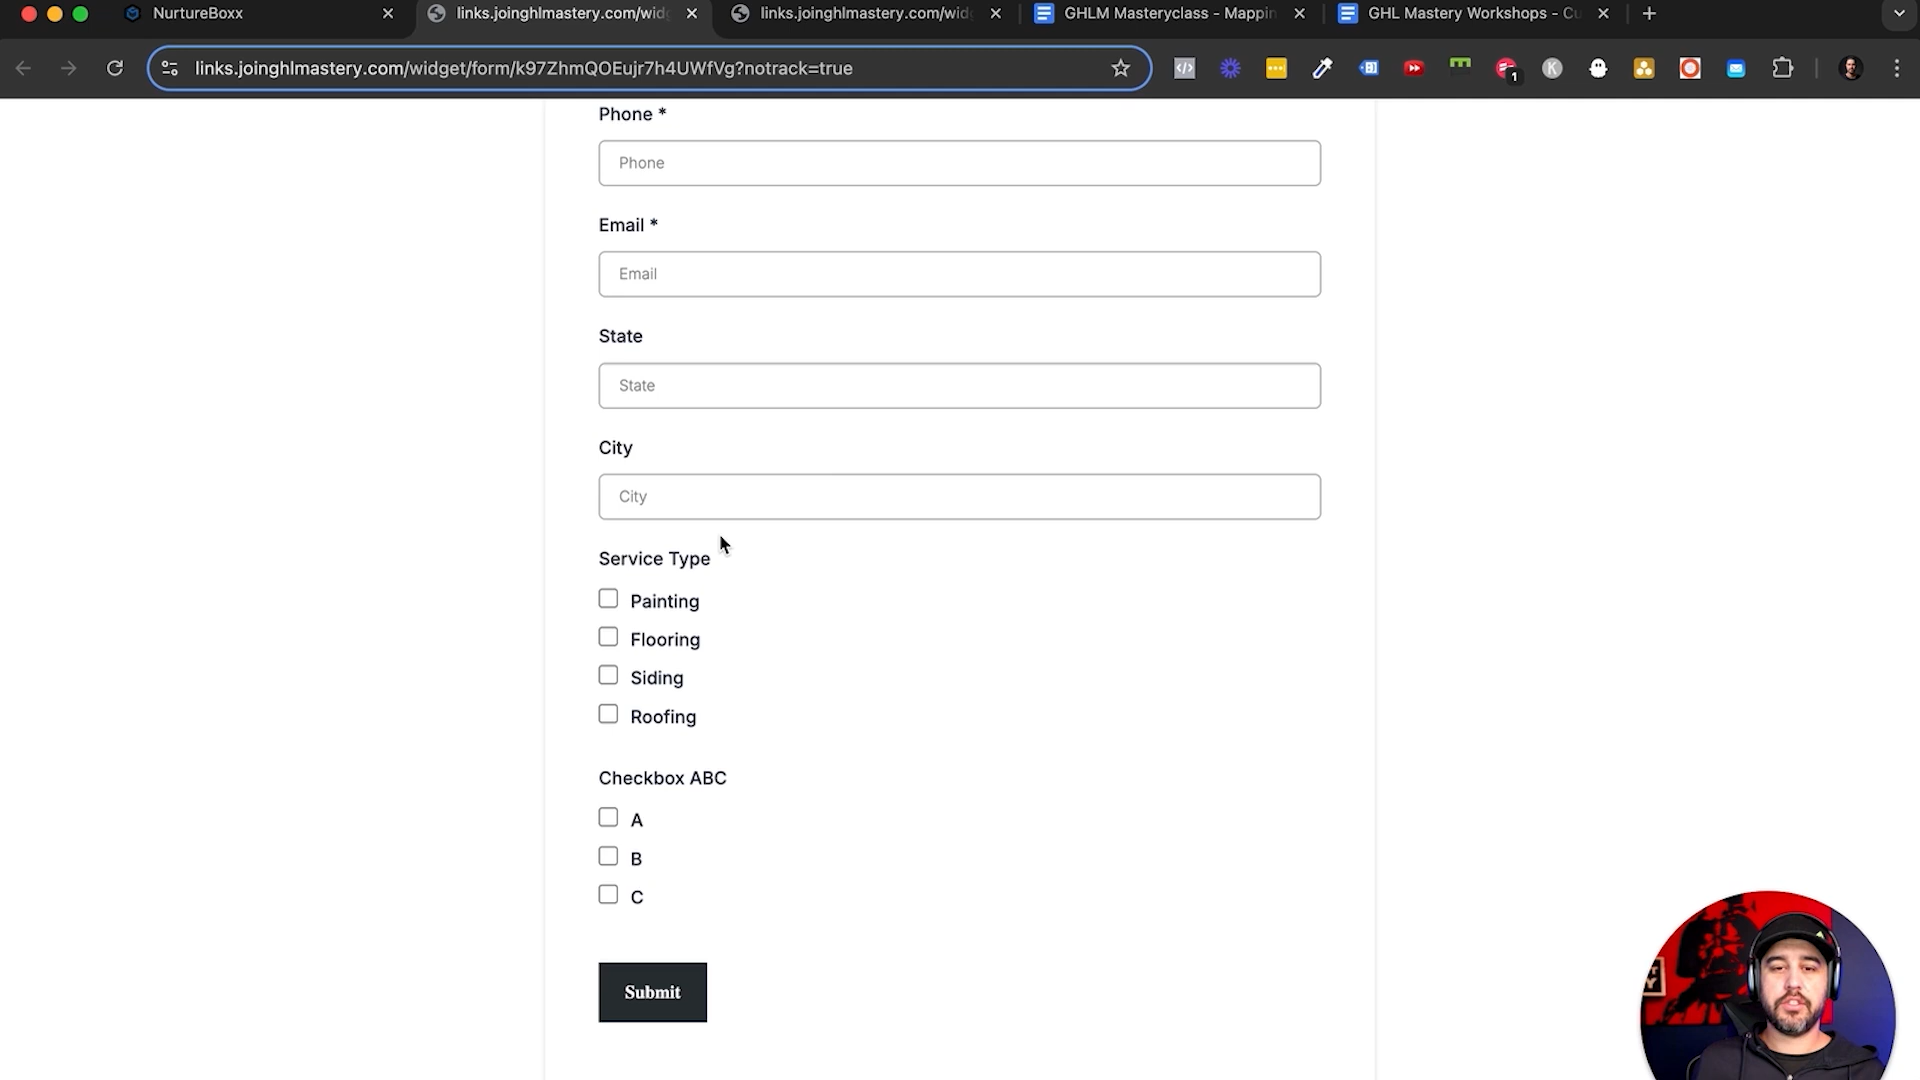 NurtureBoxx
links.joinghlmastery.com/wid
links.joinghlmastery.com/wid
GHLM Masteryclass - Mappin
GHL Mastery Workshops - Cu
links.joinghlmastery.com/widget/form/k97ZhmQOEujr7h4UWfVg?notrack=true
1
Phone *
Phone
Email *
Email
State
State
City
City
Service Type
Painting
Flooring
Siding
Roofing
Checkbox ABC
A
B
C
Submit